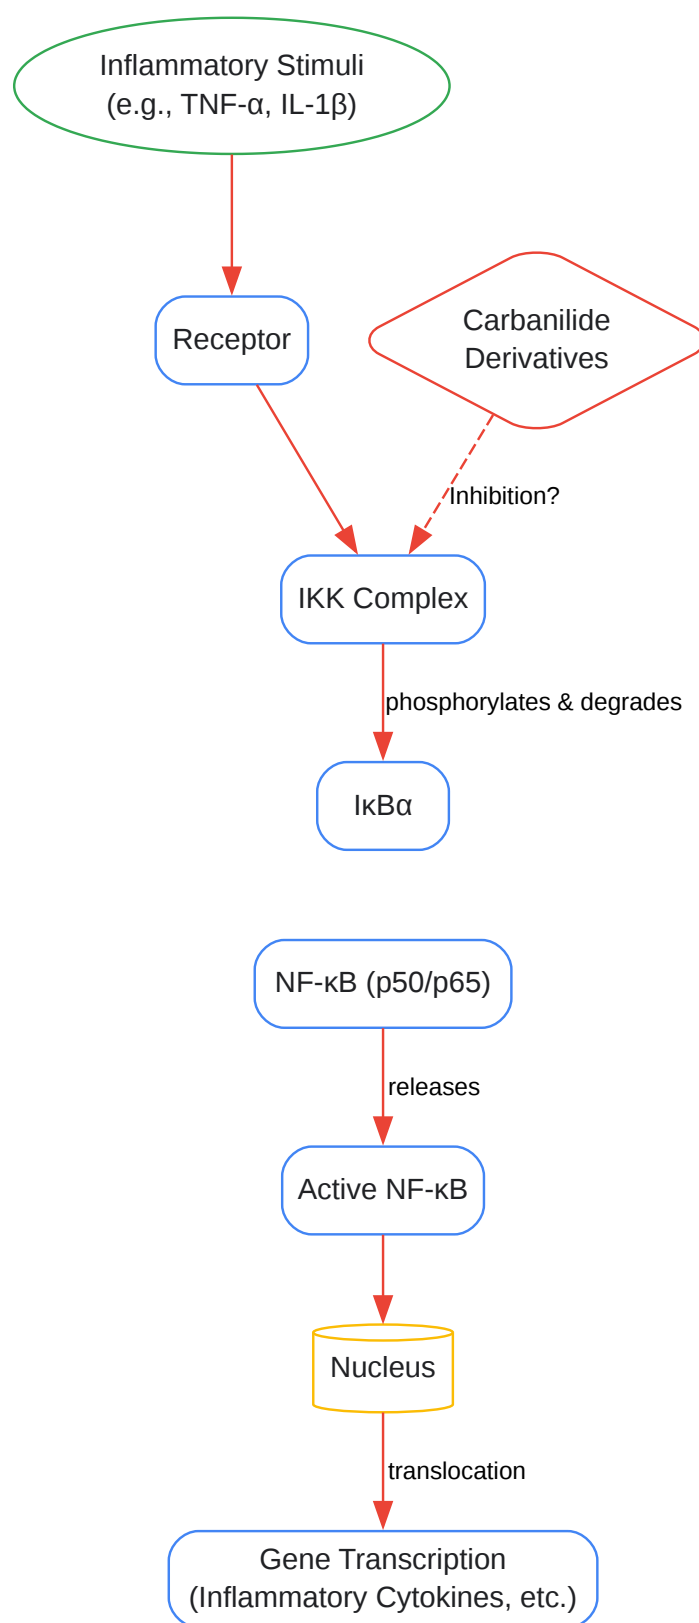 Inflammatory Stimuli
(e.g., TNF-α, IL-1β)
Receptor
Carbanilide
Derivatives
Inhibition?
IKK Complex
phosphorylates & degrades
IκBα
NF-κB (p50/p65)
releases
Active NF-κB
Nucleus
translocation
Gene Transcription
(Inflammatory Cytokines, etc.)